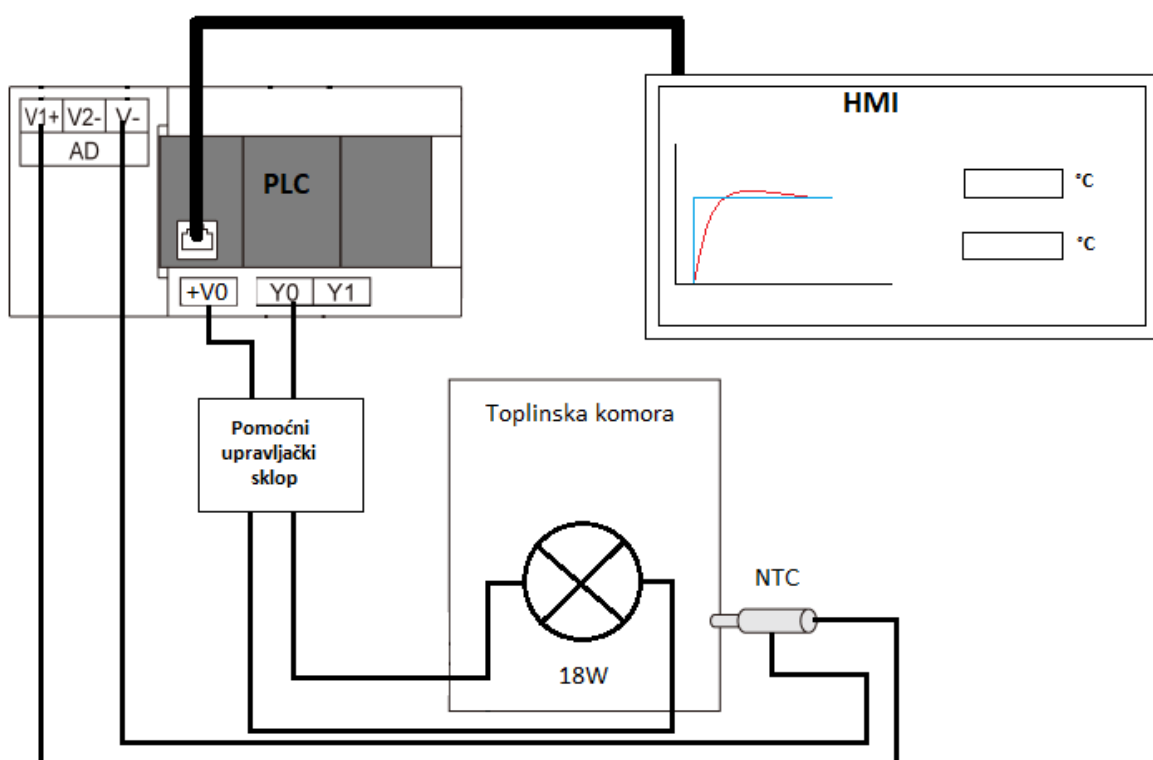 V1+ V2- V-
AD
PLC
+V0 Y0 Y1
HMI
°C
°C
Pomoćni
upravljački
sklop
Toplinska komora
18W
NTC